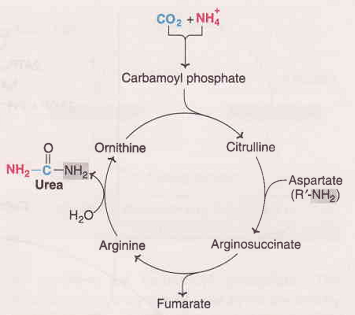 CO2 + NH4+
Carbamoyl phosphate
Ornithine
Citrulline
O
NH2–C–NH2
Urea
Aspartate
(R′-NH2)
H2O
Arginine
Arginosuccinate
Fumarate